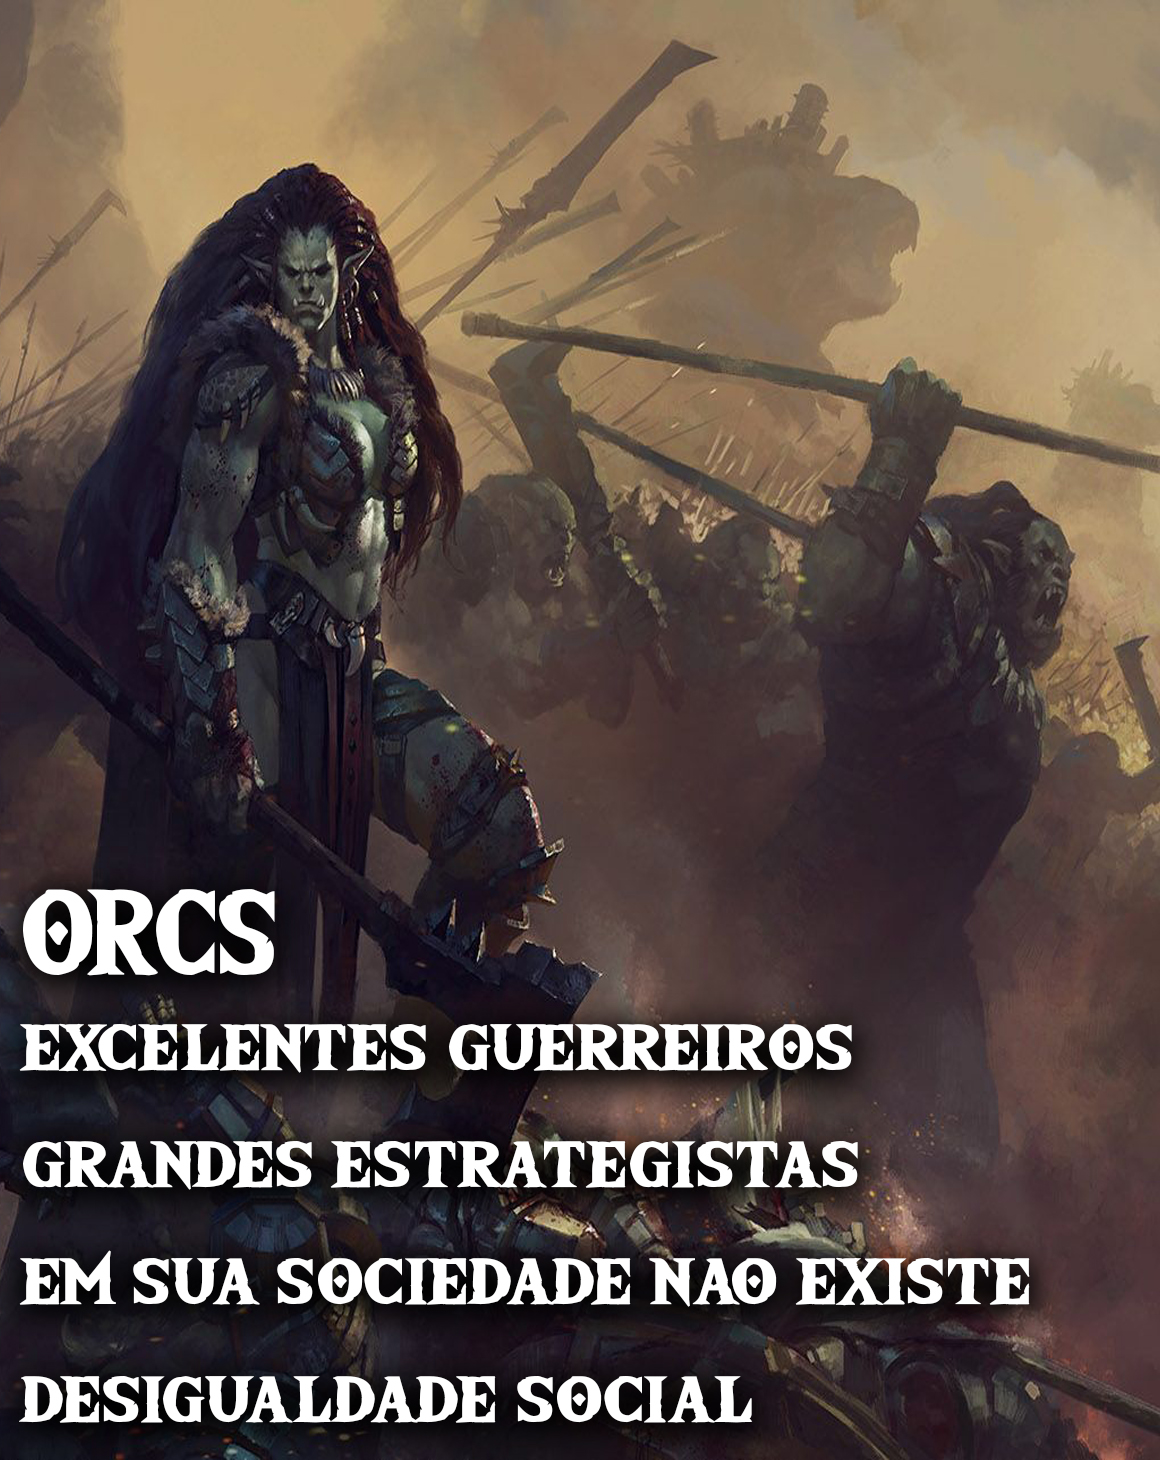 ORCS
EXCELENTES GUERREIROS
GRANDES ESTRATEGISTAS
EM SUA SOCIEDADE NAO EXISTE
DESIGUALDADE SOCIAL